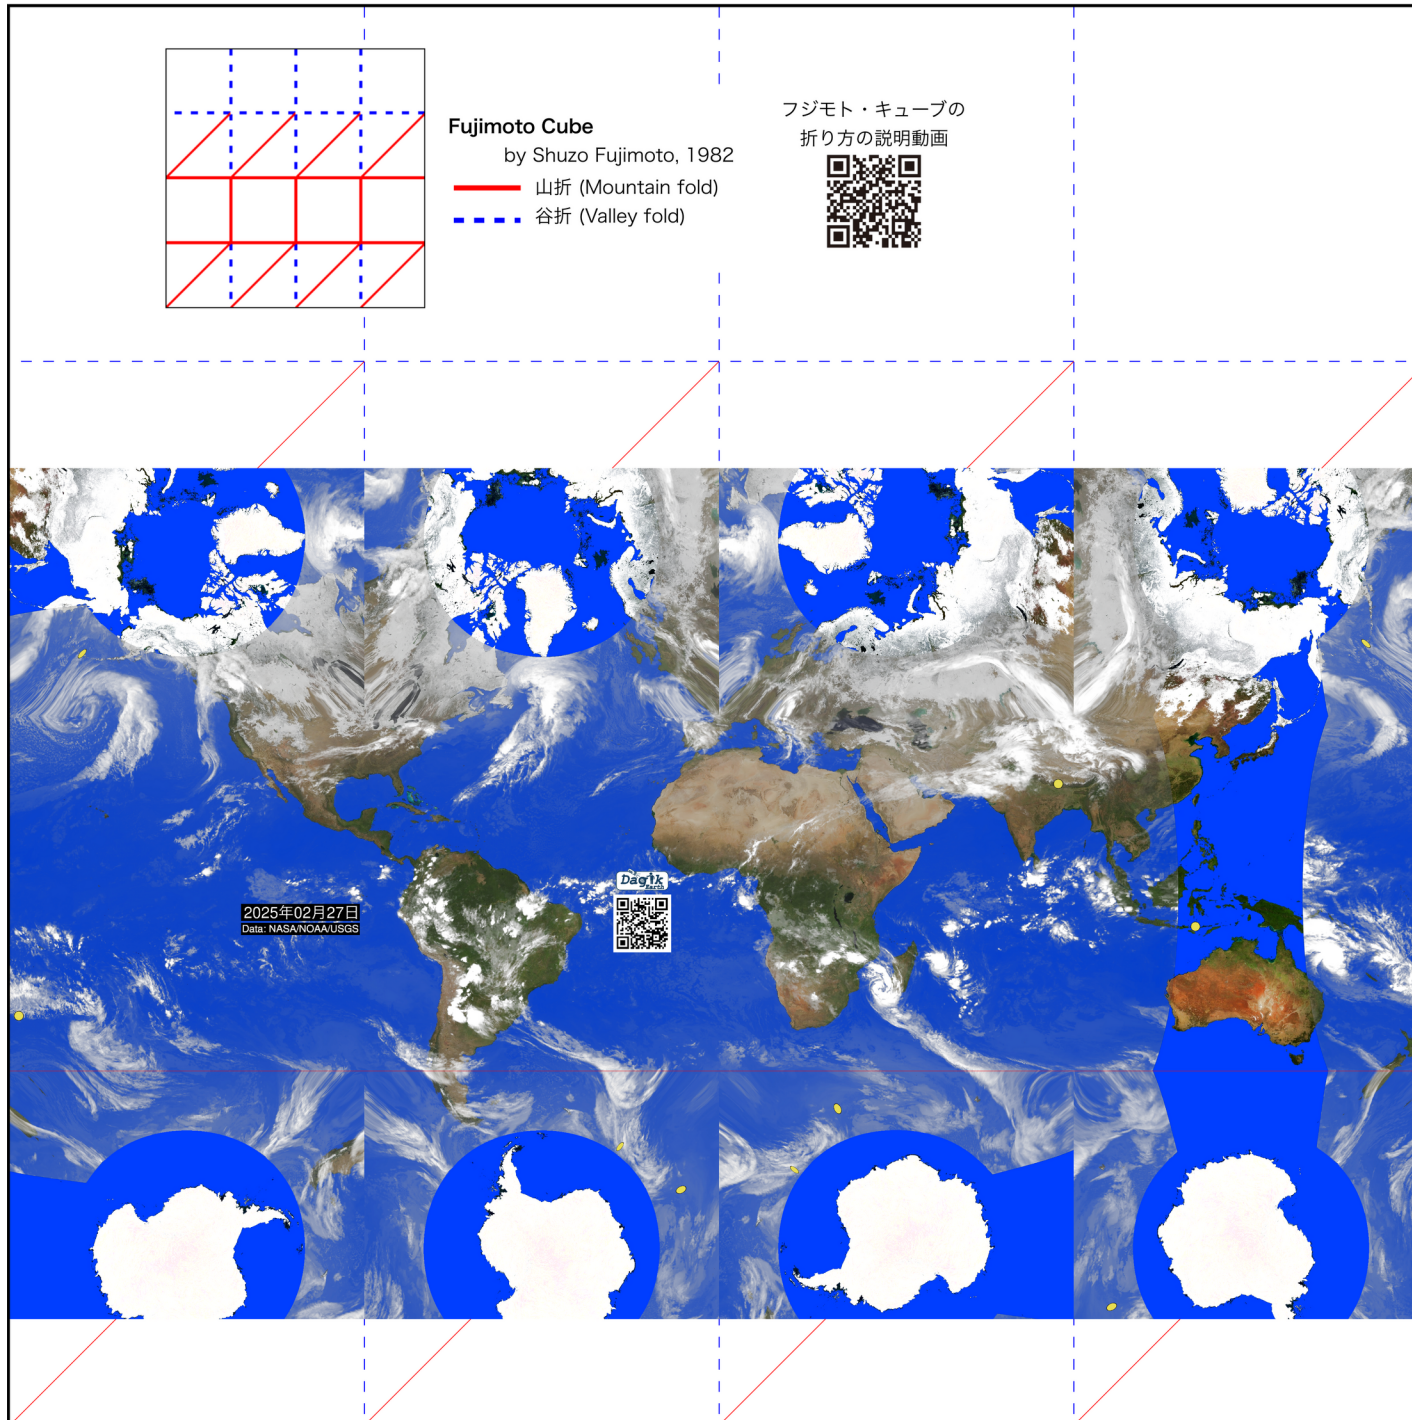 Fujimoto Cube
by Shuzo Fujimoto, 1982
山折 (Mountain fold)
谷折 (Valley fold)
フジモト・キューブの
折り方の説明動画
Dagik
Earth
2025年02月27日
Data: NASA/NOAA/USGS